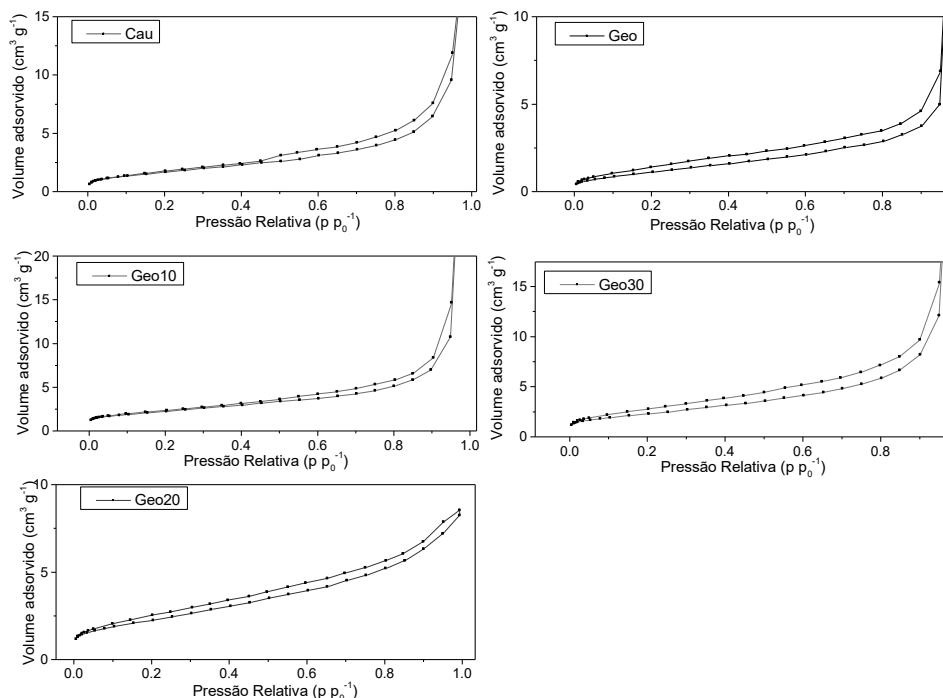 Cau
Volume adsorvido (cm³ g⁻¹)
15
10
5
0
0.0 0.2 0.4 0.6 0.8 1.0
Pressão Relativa (p p₀⁻¹)
Geo
Volume adsorvido (cm³ g⁻¹)
10
5
0
0.0 0.2 0.4 0.6 0.8
Pressão Relativa (p p₀⁻¹)
Geo10
Volume adsorvido (cm³ g⁻¹)
20
15
10
5
0
0.0 0.2 0.4 0.6 0.8 1.0
Pressão Relativa (p p₀⁻¹)
Geo30
Volume adsorvido (cm³ g⁻¹)
15
10
5
0
0.0 0.2 0.4 0.6 0.8
Pressão Relativa (p p₀⁻¹)
Geo20
Volume adsorvido (cm³ g⁻¹)
10
5
0
0.0 0.2 0.4 0.6 0.8 1.0
Pressão Relativa (p p₀⁻¹)